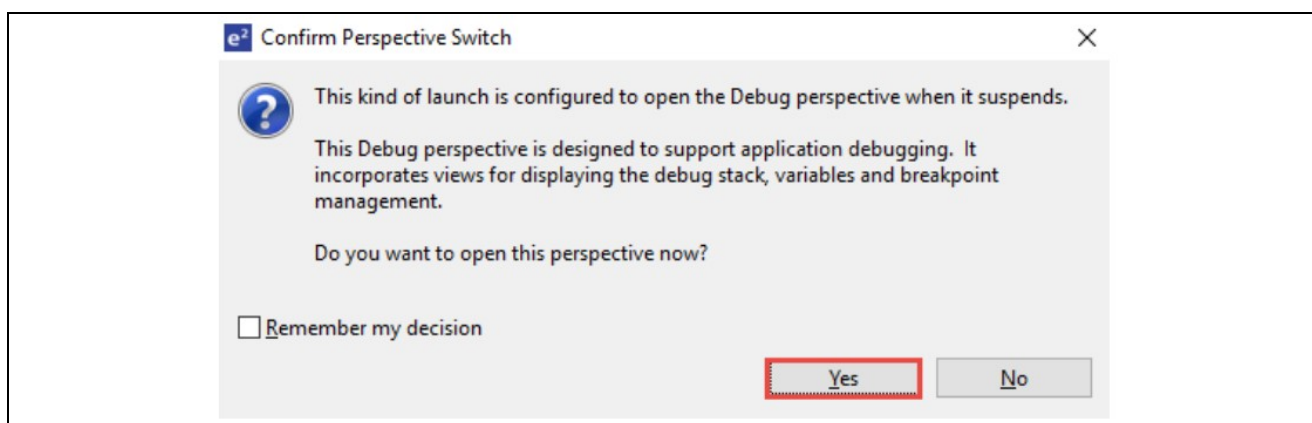 e² Confirm Perspective Switch
This kind of launch is configured to open the Debug perspective when it suspends.
This Debug perspective is designed to support application debugging. It
incorporates views for displaying the debug stack, variables and breakpoint
management.
Do you want to open this perspective now?
Remember my decision
Yes No